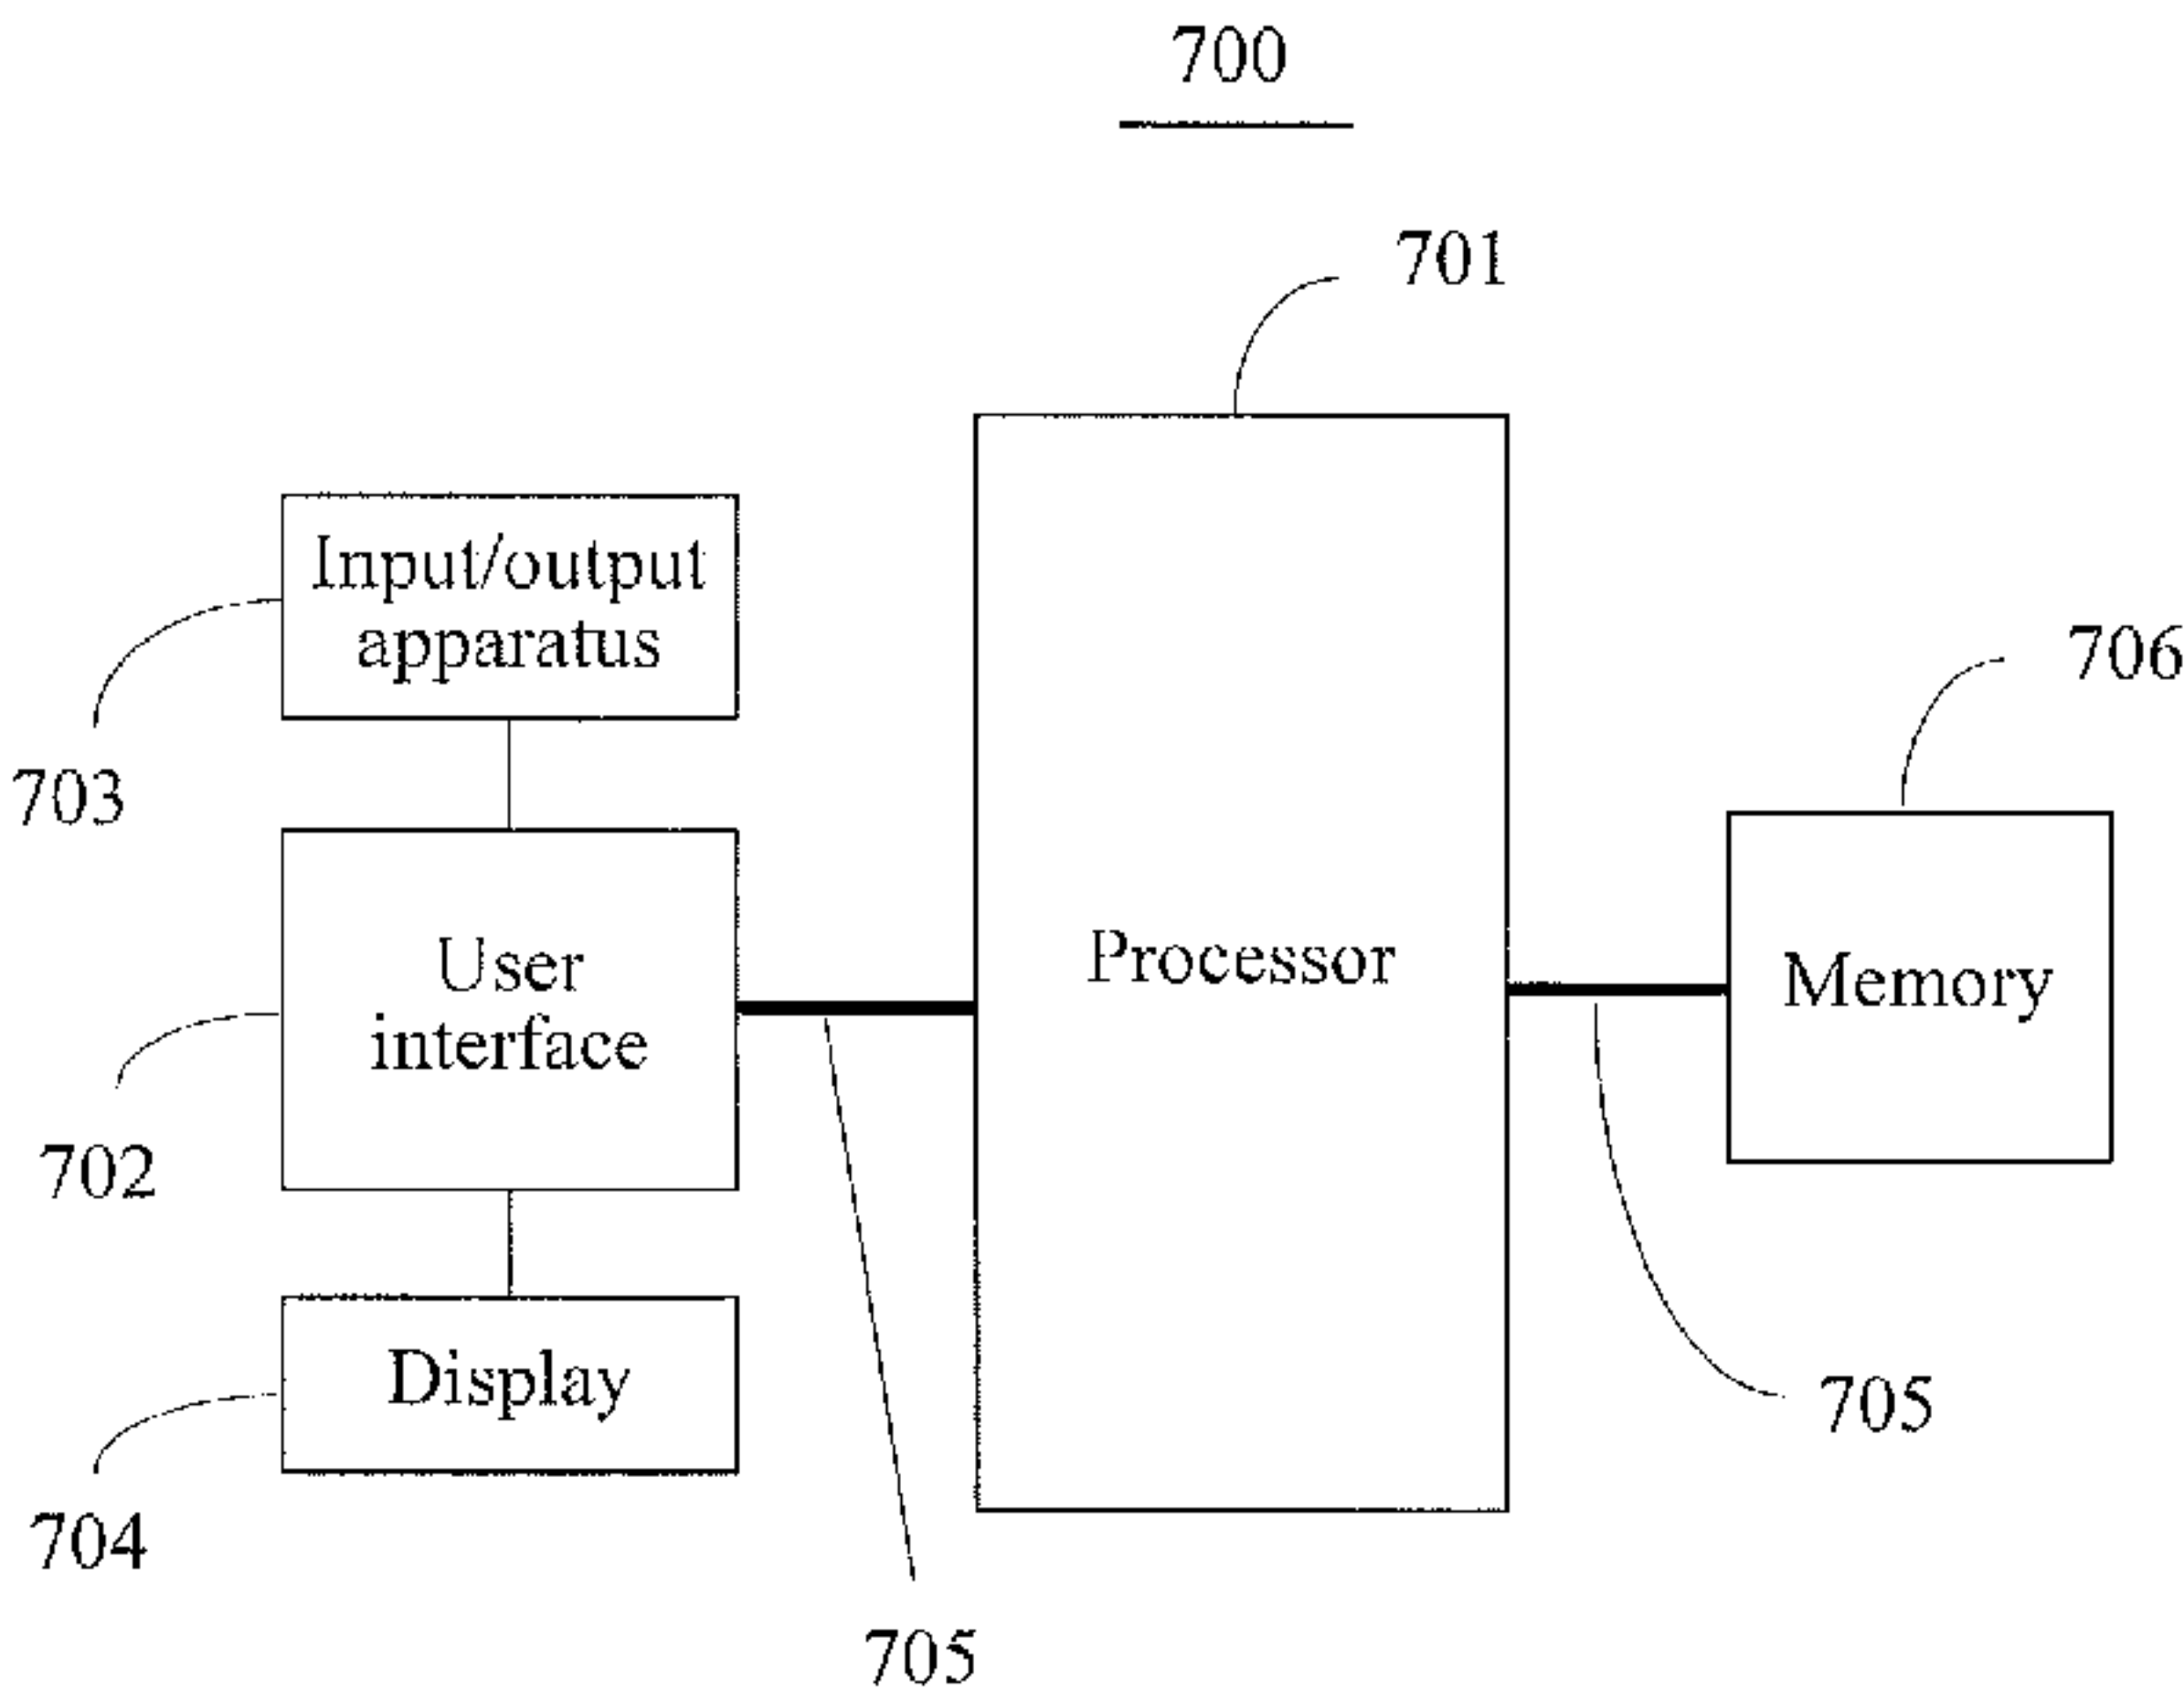 700
701
Input/output
apparatus
706
703
User
interface
Processor
Memory
702
Display
705
704
705